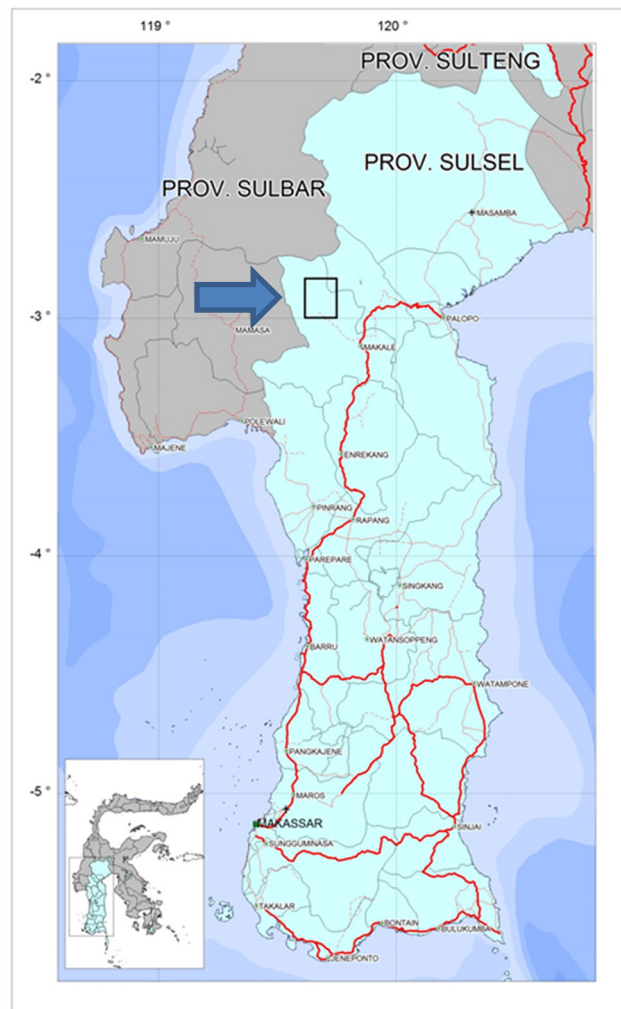 119 °
120 °
-2°
PROV. SULTENG
PROV. SULSEL
PROV. SULBAR
MASAMBA
MAMUJU
-3°
PALOPO
MAMASA
MAKALE
POLEWALI
MAJENE
ENREKANG
PINRANG
RAPANG
-4°
PAREPARE
SINGKANG
WATANSOPPENG
BARRU
WATAMPONE
PANGKAJENE
-5°
MAROS
MAKASSAR
SINJAI
SUNGGUMINASA
TAKALAR
BONTAIN
BULUKUMBA
JENEPONTO